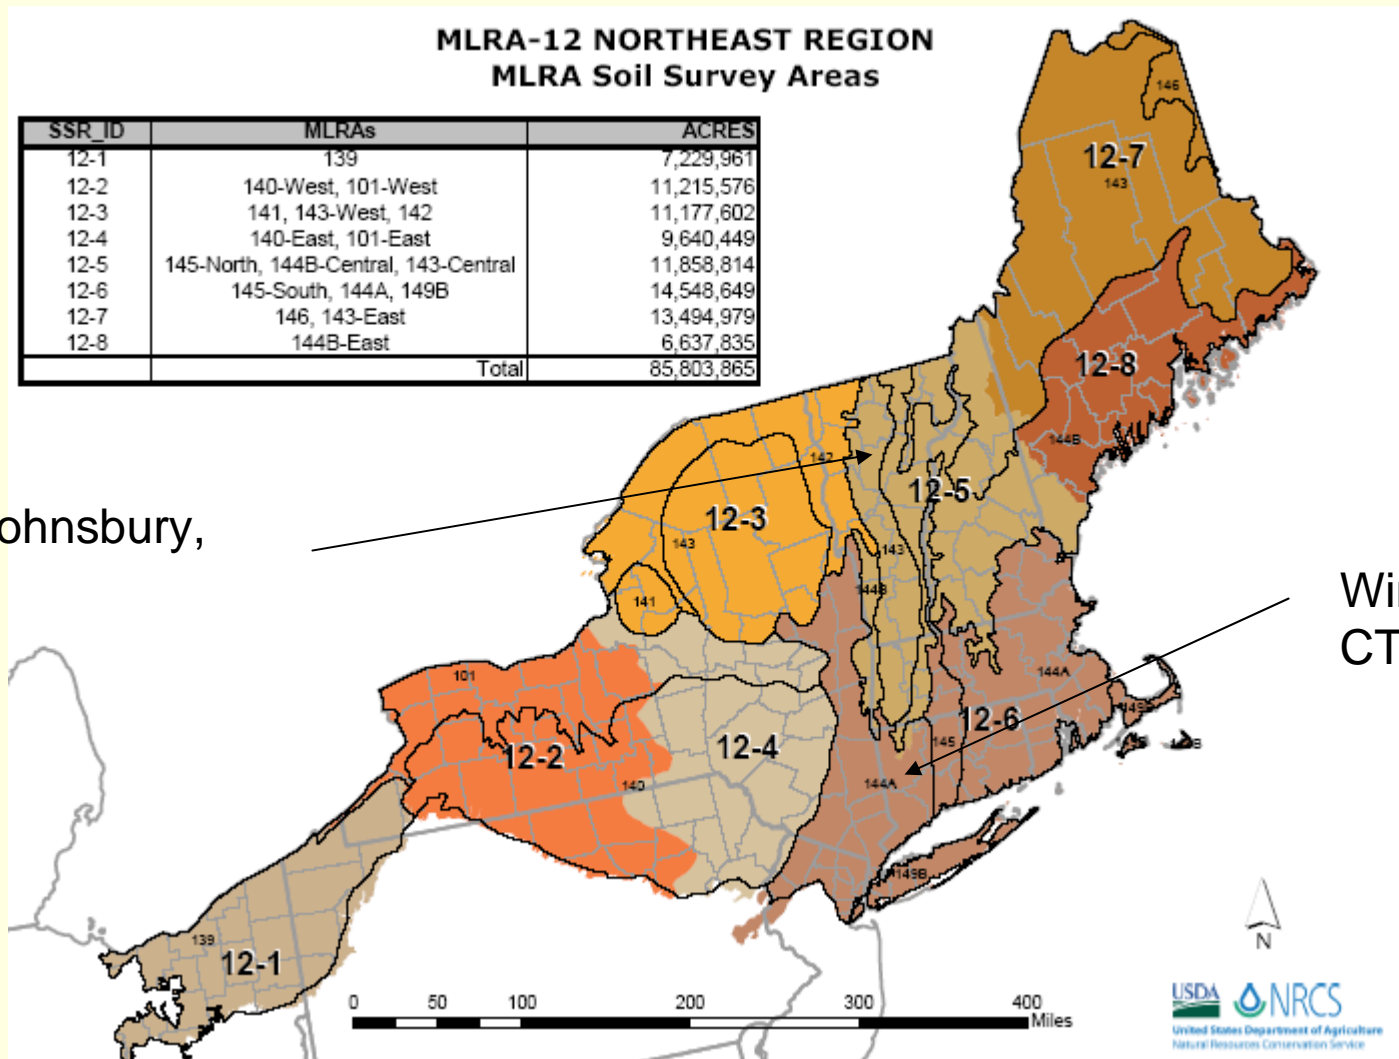 MLRA-12 NORTHEAST REGION
MLRA Soil Survey Areas
SSR_ID MLRAs ACRES
12-1 139 7,229,961
12-2 140-West, 101-West 11,215,576
12-3 141, 143-West, 142 11,177,602
12-4 140-East, 101-East 9,640,449
12-5 145-North, 144B-Central, 143-Central 11,858,814
12-6 145-South, 144A, 149B 14,548,649
12-7 146, 143-East 13,494,979
12-8 144B-East 6,637,835
Total 85,803,865
146
12-7
143
12-8
144B
142
12-5
12-3
ohnsbury,
143
143
144B
141
Wi
CT
144A
101
149B
12-6
145
12-2
12-4
140
144A
149B
139
12-1
N
0 50 100 200 300 400
Miles
USDA NRCS
United States Department of Agriculture
Natural Resources Conservation Service